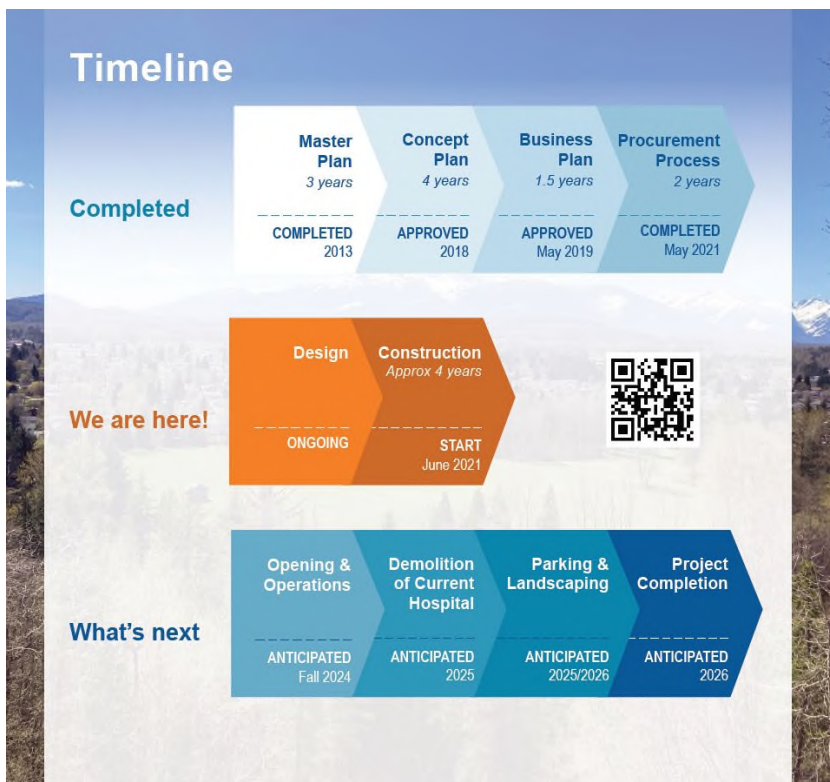 Timeline
Completed
Master
Plan
3 years
COMPLETED
2013
Concept
Plan
4 years
APPROVED
2018
Business
Plan
1.5 years
APPROVED
May 2019
Procurement
Process
2 years
COMPLETED
May 2021
We are here!
Design
ONGOING
Construction
Approx 4 years
START
June 2021
What's next
Opening &
Operations
ANTICIPATED
Fall 2024
Demolition
of Current
Hospital
ANTICIPATED
2025
Parking &
Landscaping
ANTICIPATED
2025/2026
Project
Completion
ANTICIPATED
2026